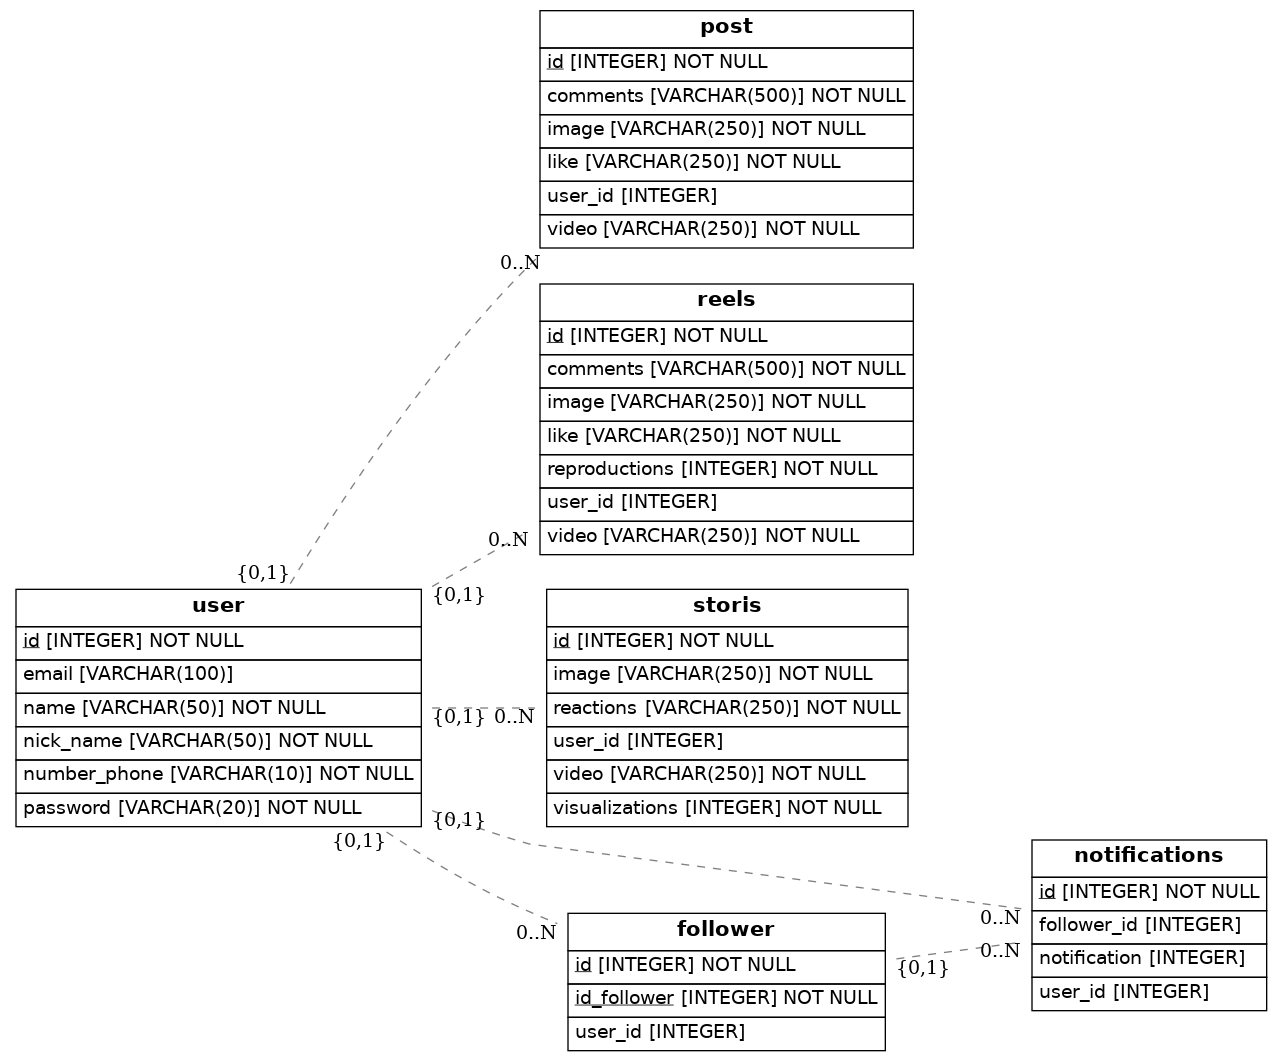 post
id [INTEGER] NOT NULL
comments [VARCHAR(500)] NOT NULL
image [VARCHAR(250)] NOT NULL
like [VARCHAR(250)] NOT NULL
user_id [INTEGER]
video [VARCHAR(250)] NOT NULL
0..N
{0,1}
reels
id [INTEGER] NOT NULL
comments [VARCHAR(500)] NOT NULL
image [VARCHAR(250)] NOT NULL
like [VARCHAR(250)] NOT NULL
reproductions [INTEGER] NOT NULL
user_id [INTEGER]
video [VARCHAR(250)] NOT NULL
0..N
{0,1}
user
id [INTEGER] NOT NULL
email [VARCHAR(100)]
name [VARCHAR(50)] NOT NULL
nick_name [VARCHAR(50)] NOT NULL
number_phone [VARCHAR(10)] NOT NULL
password [VARCHAR(20)] NOT NULL
{0,1} 0..N
storis
id [INTEGER] NOT NULL
image [VARCHAR(250)] NOT NULL
reactions [VARCHAR(250)] NOT NULL
user_id [INTEGER]
video [VARCHAR(250)] NOT NULL
visualizations [INTEGER] NOT NULL
{0,1}
0..N
{0,1}
0..N
follower
id [INTEGER] NOT NULL
id_follower [INTEGER] NOT NULL
user_id [INTEGER]
{0,1}
0..N
notifications
id [INTEGER] NOT NULL
follower_id [INTEGER]
notification [INTEGER]
user_id [INTEGER]